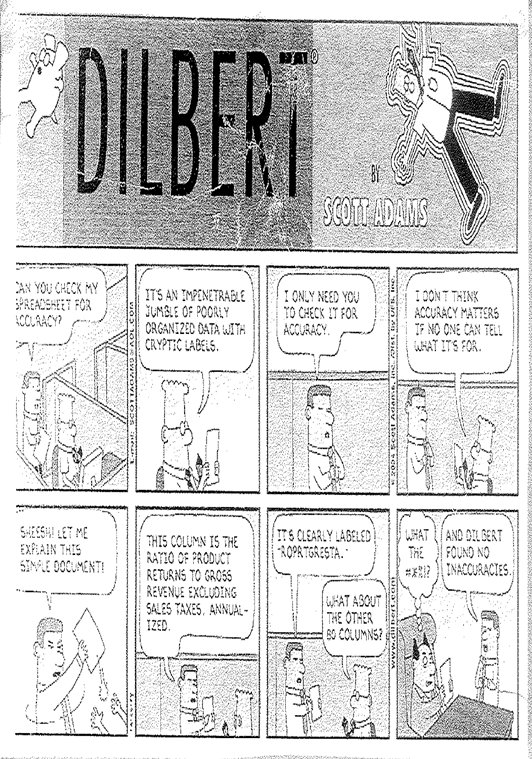 DILBERT®
BY
SCOTT ADAMS
CAN YOU CHECK MY
SPREADSHEET FOR
ACCURACY?
E-mail: SCOTTADAMS@AOL.COM
IT'S AN IMPENETRABLE
JUMBLE OF POORLY
ORGANIZED DATA WITH
CRYPTIC LABELS.
I ONLY NEED YOU
TO CHECK IT FOR
ACCURACY.
© 2004 Scott Adams, Inc./Dist. by UFS, Inc.
I DON'T THINK
ACCURACY MATTERS
IF NO ONE CAN TELL
WHAT IT'S FOR.
SHEESH! LET ME
EXPLAIN THIS
SIMPLE DOCUMENT!
THIS COLUMN IS THE
RATIO OF PRODUCT
RETURNS TO GROSS
REVENUE EXCLUDING
SALES TAXES, ANNUAL-
IZED.
IT'S CLEARLY LABELED
"ROPRTGRESTA."
WHAT ABOUT
THE OTHER
80 COLUMNS?
www.dilbert.com
WHAT
THE
#*%!?
AND DILBERT
FOUND NO
INACCURACIES.